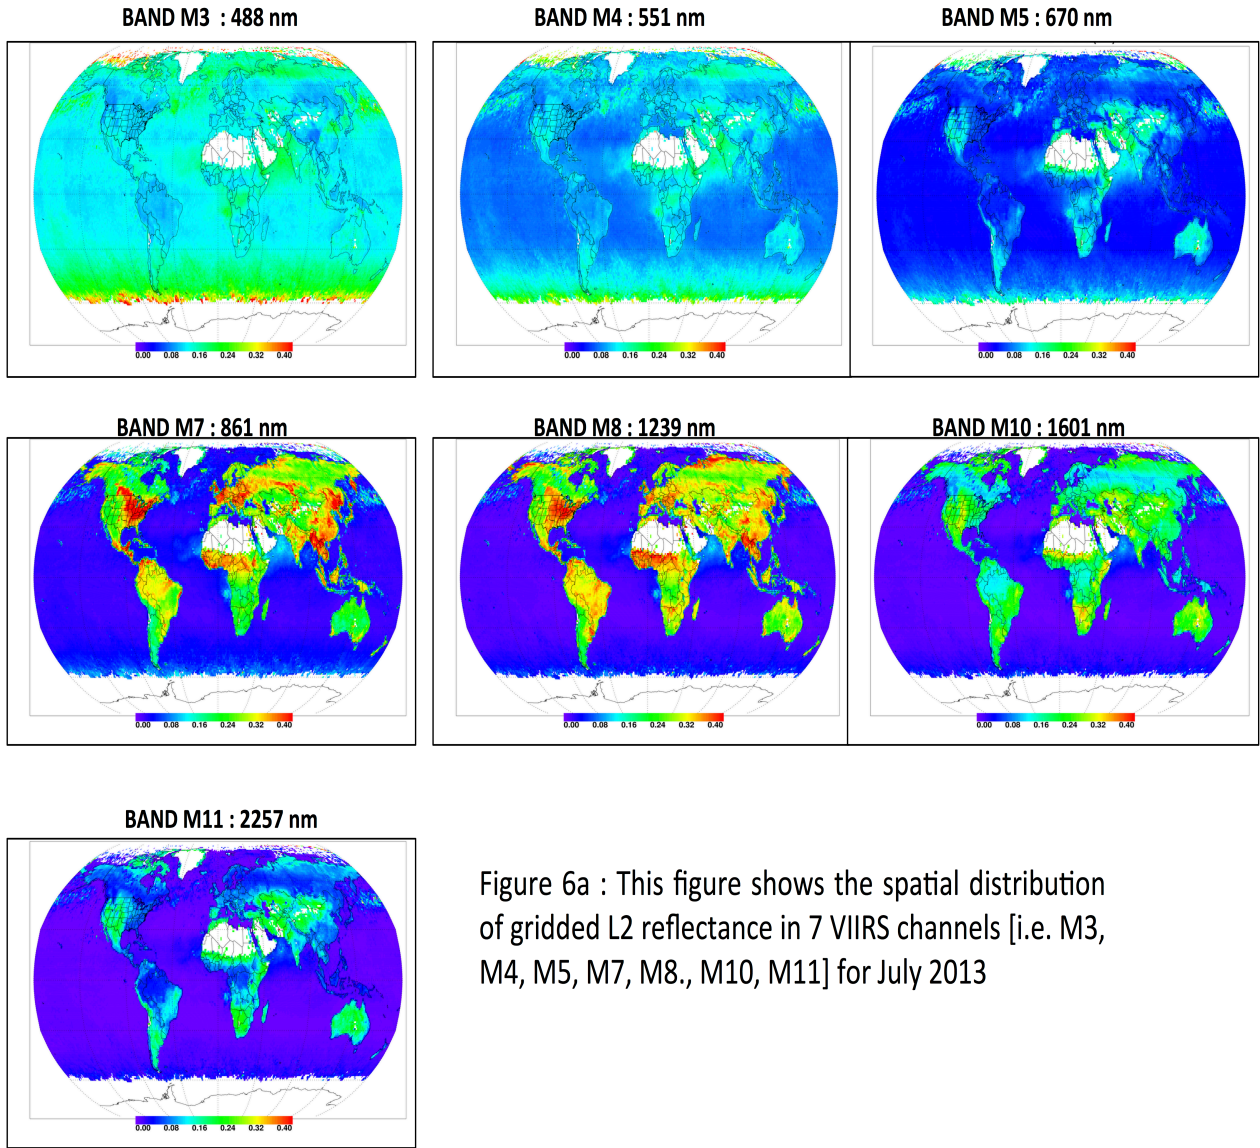 BAND M3 : 488 nm
BAND M4 : 551 nm
BAND M5 : 670 nm
0.00 0.08 0.16 0.24 0.32 0.40
0.00 0.08 0.16 0.24 0.32 0.40
0.00 0.08 0.16 0.24 0.32 0.40
BAND M7 : 861 nm
BAND M8 : 1239 nm
BAND M10 : 1601 nm
0.00 0.08 0.16 0.24 0.32 0.40
0.00 0.08 0.16 0.24 0.32 0.40
0.00 0.08 0.16 0.24 0.32 0.40
BAND M11 : 2257 nm
0.00 0.08 0.16 0.24 0.32 0.40
Figure 6a : This figure shows the spatial distribution
of gridded L2 reflectance in 7 VIIRS channels [i.e. M3,
M4, M5, M7, M8., M10, M11] for July 2013